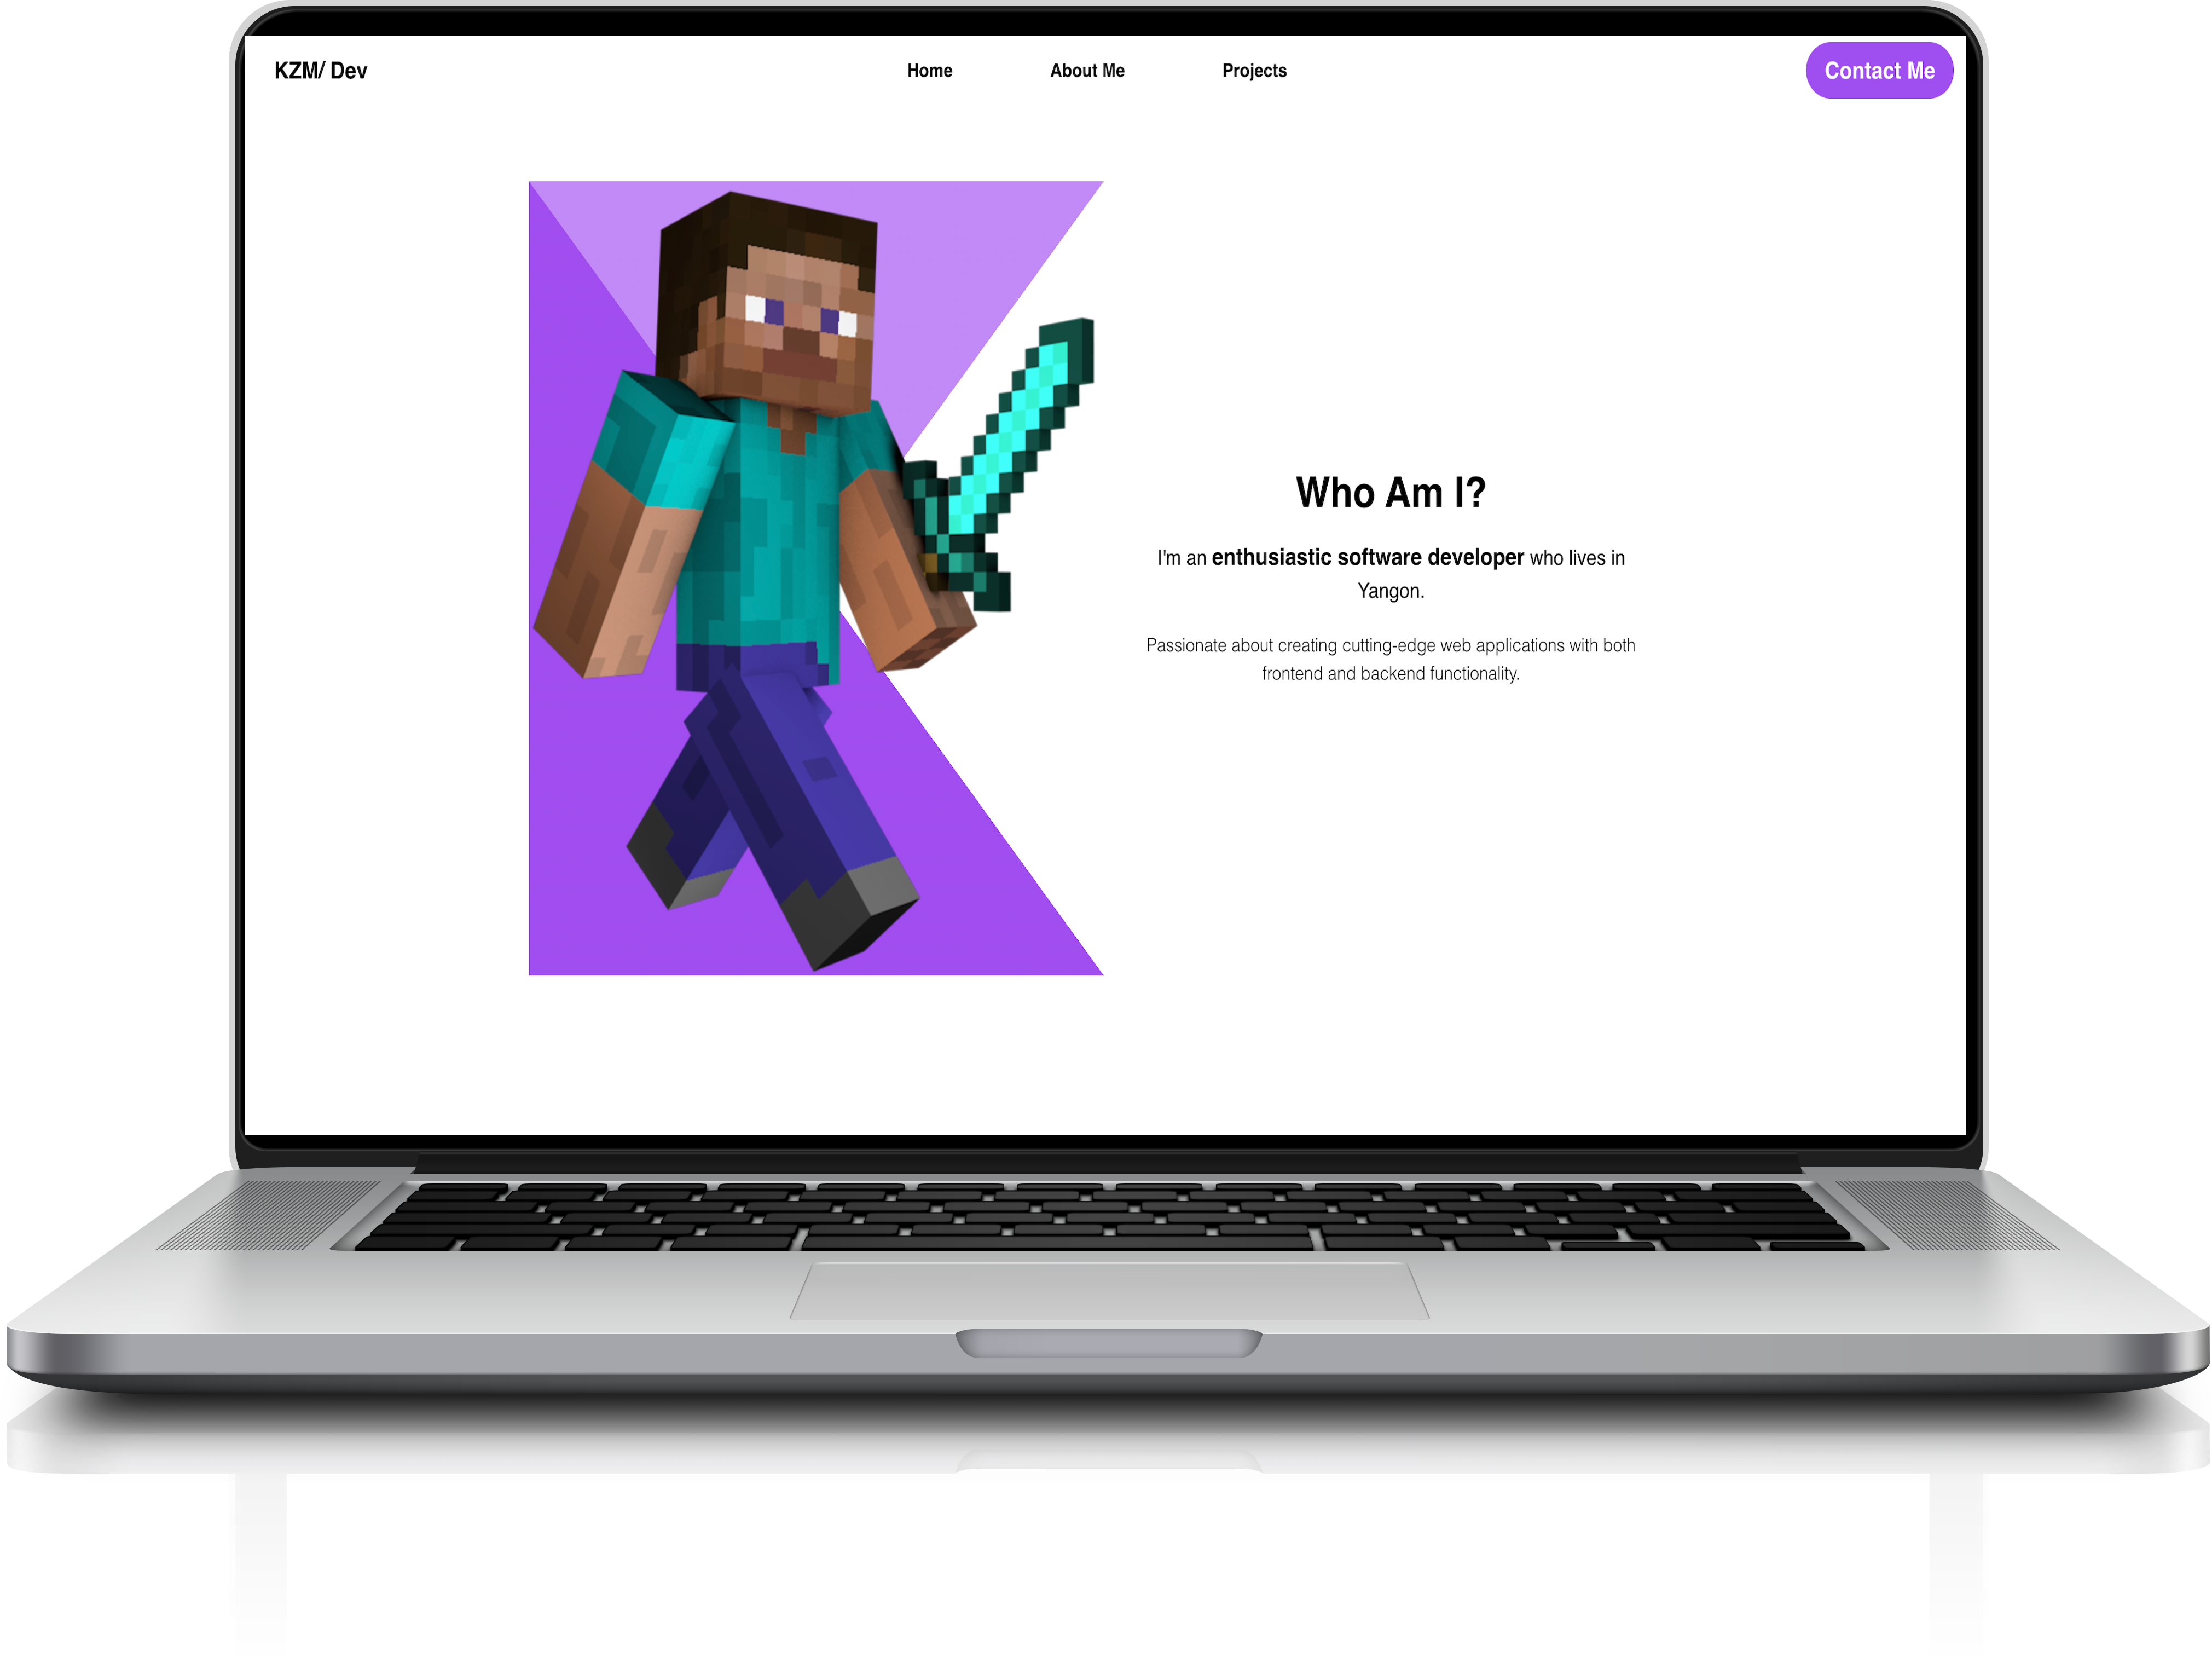 KZM/ Dev
Home
About Me
Projects
Contact Me
Who Am I?
I'm an enthusiastic software developer who lives in
Yangon.
Passionate about creating cutting-edge web applications with both
frontend and backend functionality.